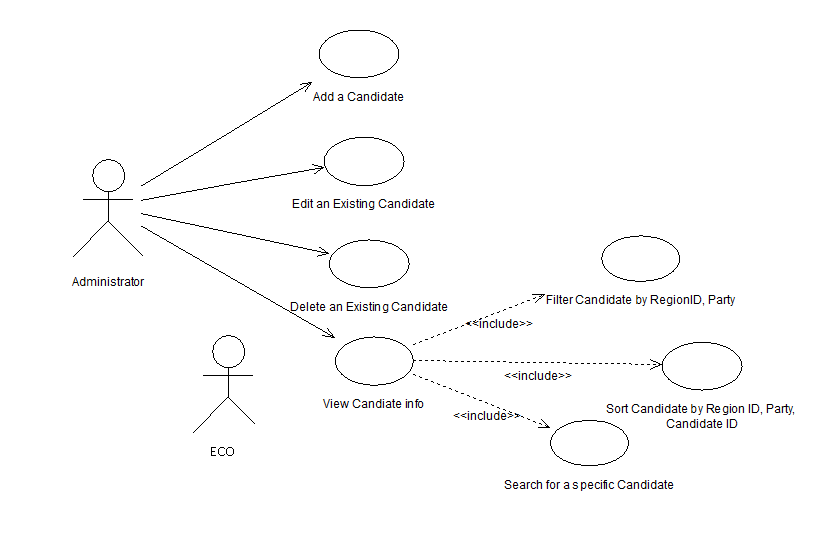 Add a Candidate
Edit an Existing Candidate
Administrator
Delete an Existing Candidate
Filter Candidate by RegionID, Party
<<include>>
<<include>>
View Candiate info
Sort Candidate by Region ID, Party,
Candidate ID
<<include>>
ECO
Search for a specific Candidate